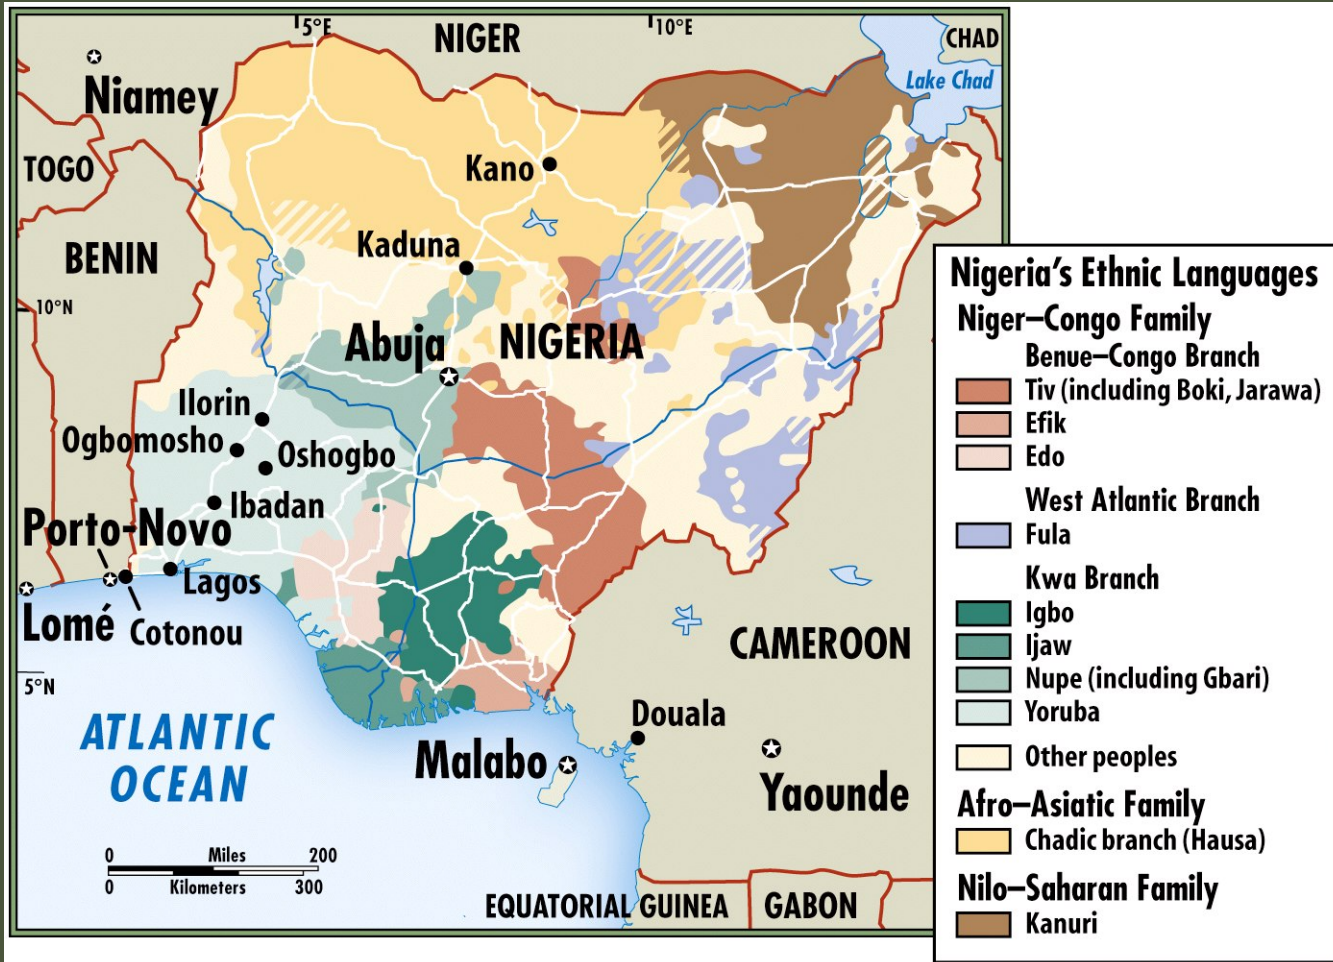 5°E
10°E
NIGER
CHAD
Lake Chad
Niamey
TOGO
Kano
BENIN
Kaduna
10°N
Abuja
NIGERIA
Ilorin
Ogbomosho
Oshogbo
Ibadan
Porto-Novo
Lagos
Lomé
Cotonou
CAMEROON
5°N
ATLANTIC
OCEAN
Douala
Malabo
Yaounde
0 Miles 200
0 Kilometers 300
EQUATORIAL GUINEA
GABON
Nigeria's Ethnic Languages
Niger–Congo Family
Benue–Congo Branch
Tiv (including Boki, Jarawa)
Efik
Edo
West Atlantic Branch
Fula
Kwa Branch
Igbo
Ijaw
Nupe (including Gbari)
Yoruba
Other peoples
Afro–Asiatic Family
Chadic branch (Hausa)
Nilo–Saharan Family
Kanuri